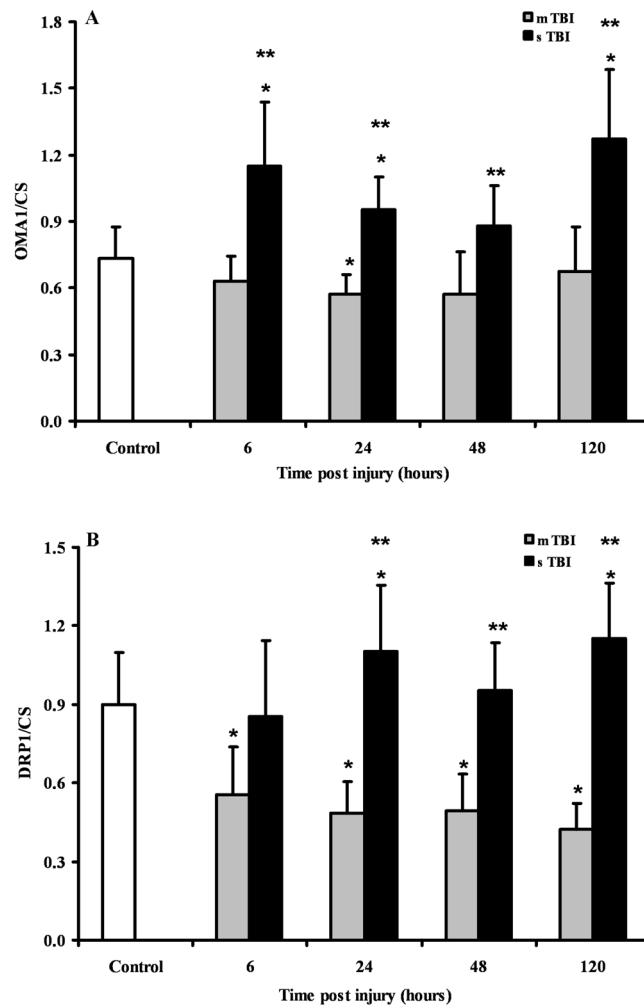 A
m TBI
s TBI
1.8
1.5
1.2
0.9
0.6
0.3
0.0
OMA1/CS
**
*
**
*
*
**
**
*
Control 6 24 48 120
Time post injury (hours)
B
m TBI
s TBI
1.5
1.2
0.9
0.6
0.3
0.0
DRP1/CS
*
**
*
*
**
*
**
*
*
Control 6 24 48 120
Time post injury (hours)